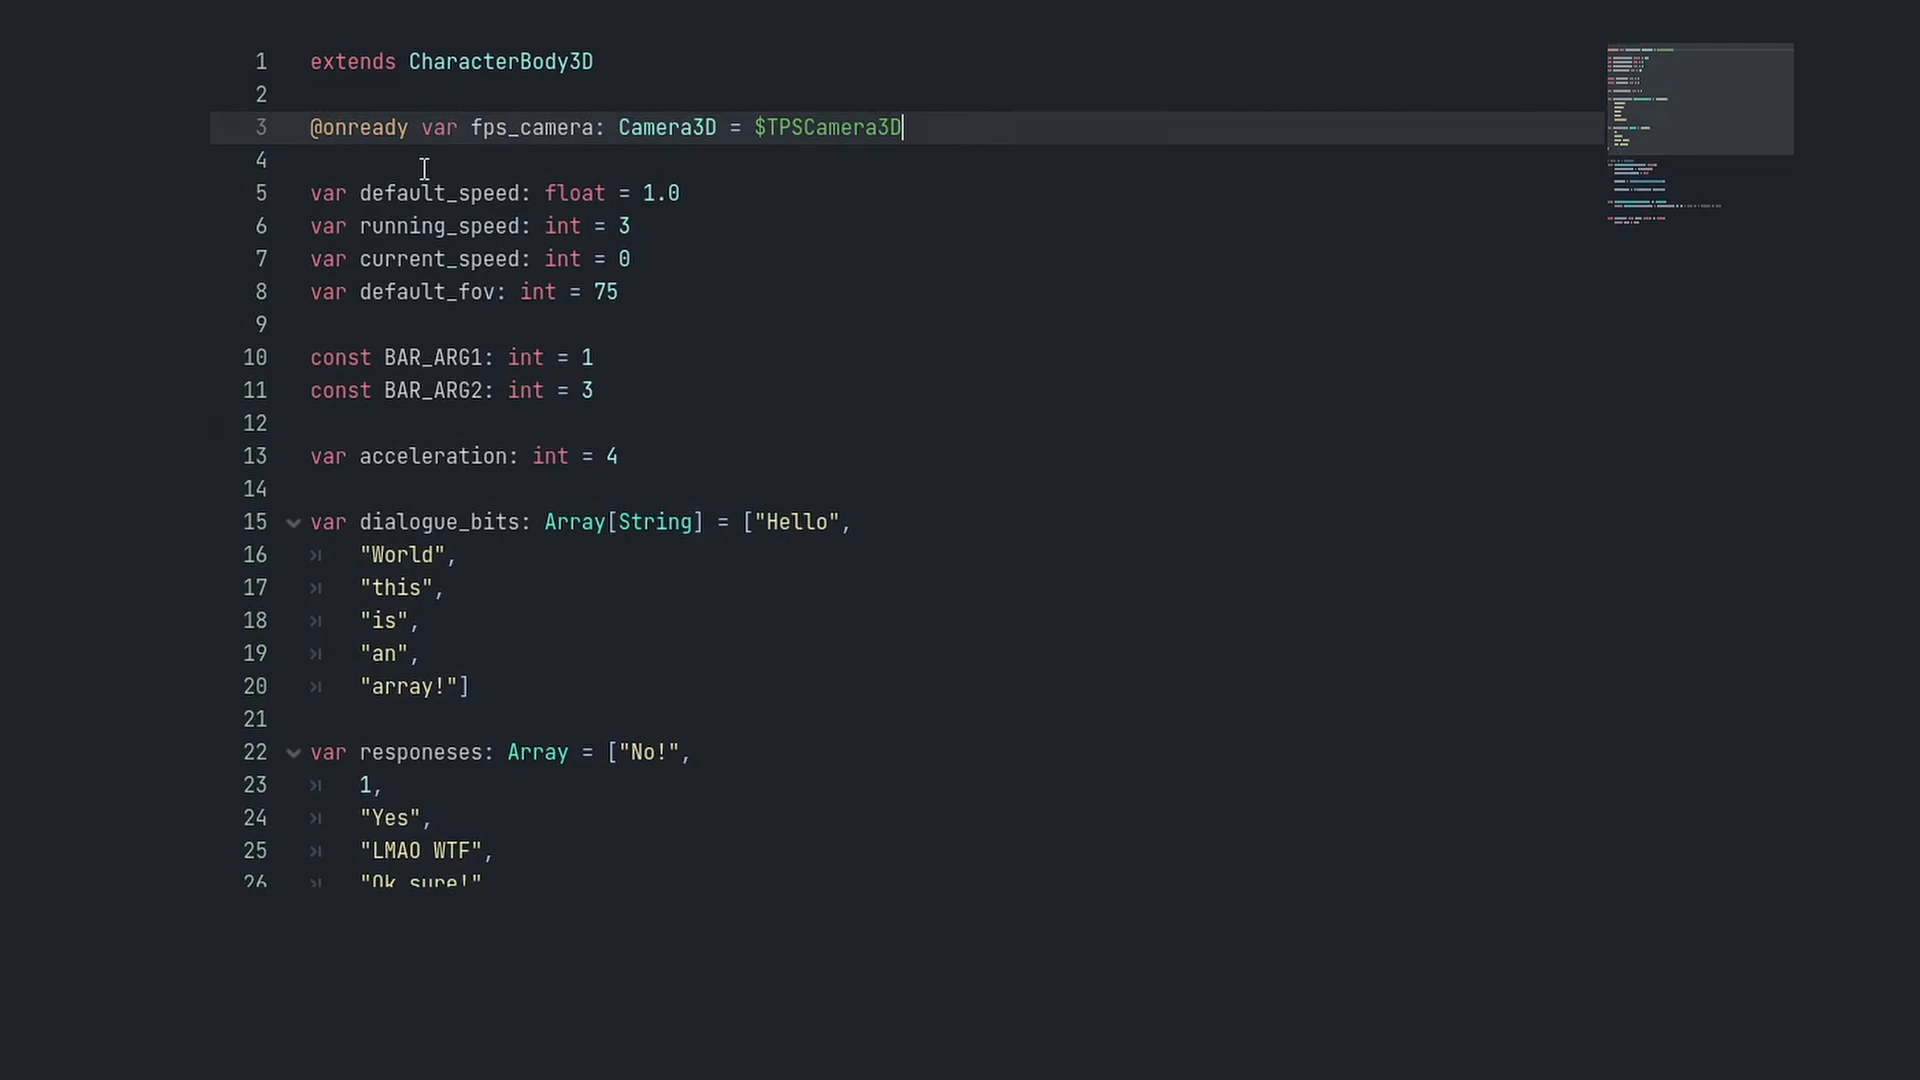 1 extends CharacterBody3D
2
3 @onready var fps_camera: Camera3D = $TPSCamera3D
4
5 var default_speed: float = 1.0
6 var running_speed: int = 3
7 var current_speed: int = 0
8 var default_fov: int = 75
9
10 const BAR_ARG1: int = 1
11 const BAR_ARG2: int = 3
12
13 var acceleration: int = 4
14
15 var dialogue_bits: Array[String] = ["Hello",
16 "World",
17 "this",
18 "is",
19 "an",
20 "array!"]
21
22 var responeses: Array = ["No!",
23 1,
24 "Yes",
25 "LMAO WTF",
26 "Ok sure!"